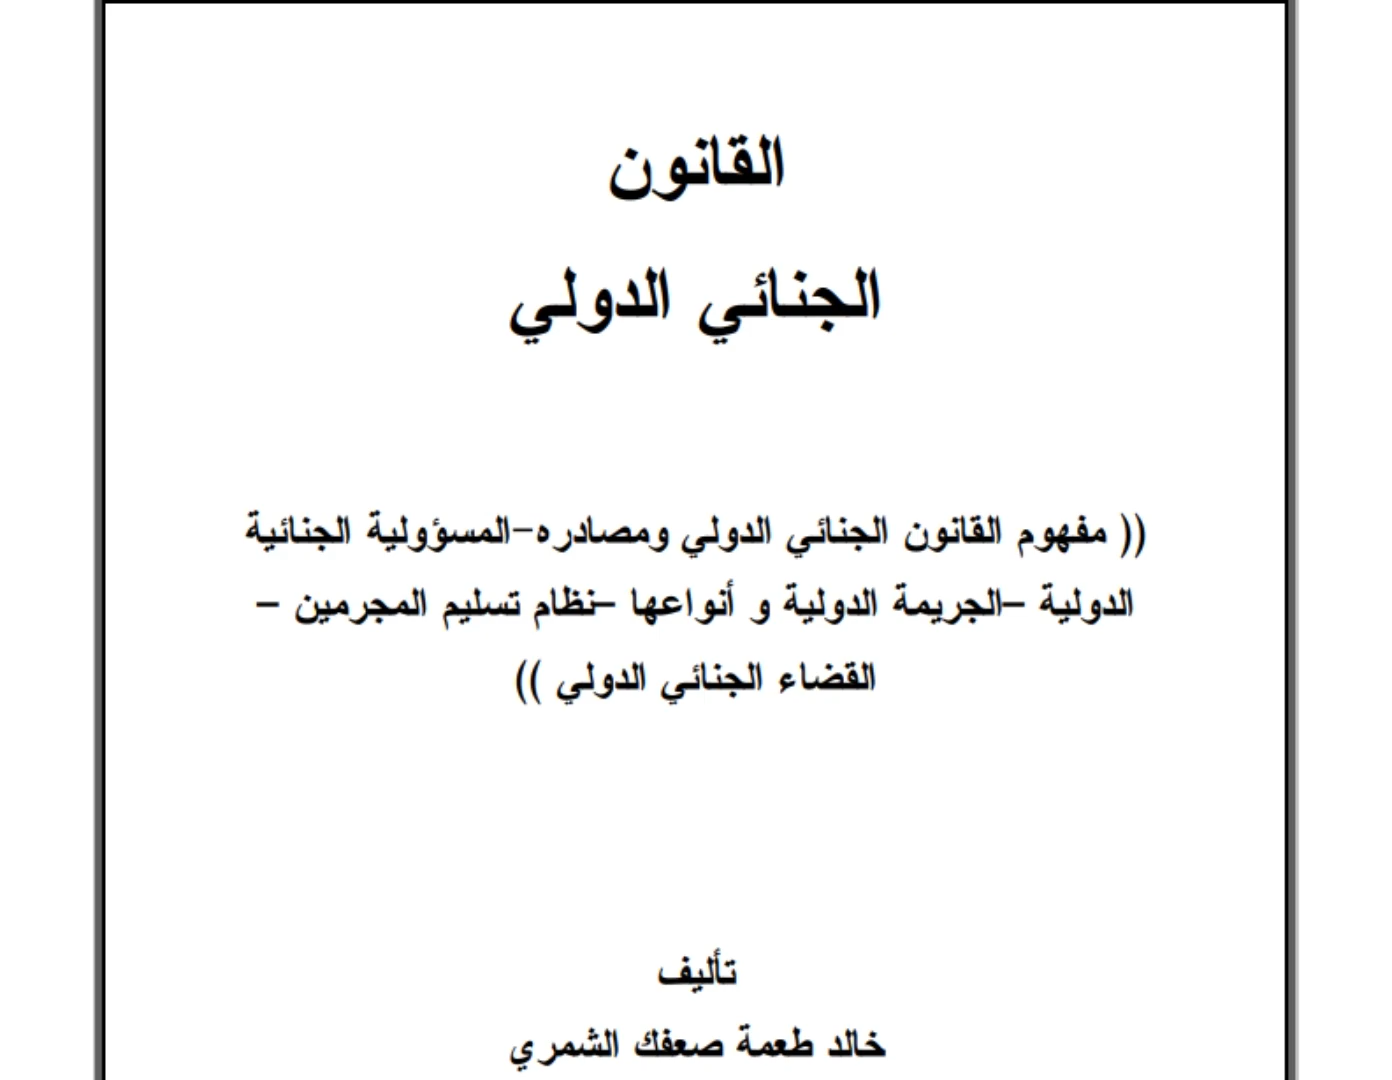 القانون
الجنائي الدولي
(( مفهوم القانون الجنائي الدولي ومصادره-المسؤولية الجنائية
الدولية –الجريمة الدولية و أنواعها –نظام تسليم المجرمين –
القضاء الجنائي الدولي ))
تأليف
خالد طعمة صعفك الشمري